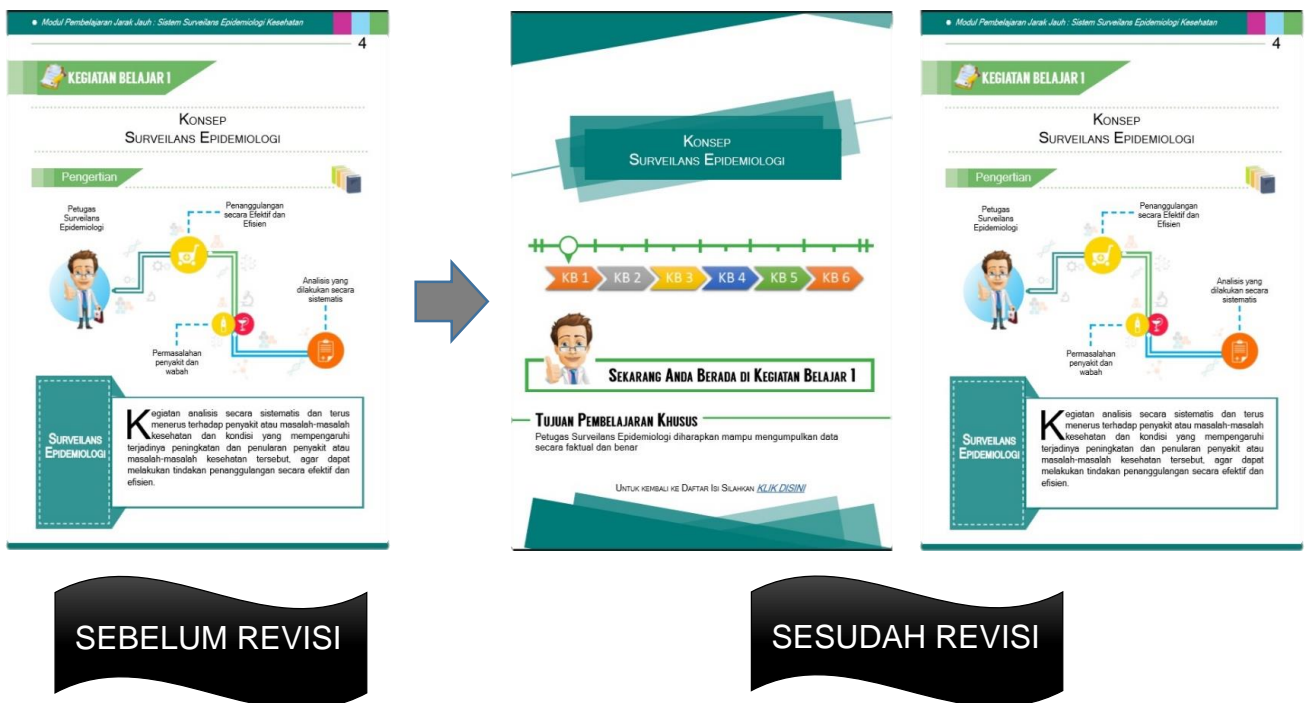 Modul Pembelajaran Jarak Jauh : Sistem Surveilans Epidemiologi Kesehatan
4
KEGIATAN BELAJAR 1
KONSEP
SURVEILANS EPIDEMIOLOGI
Pengertian
Petugas
Surveilans
Epidemiologi
Penanggulangan
secara Efektif dan
Efisien
Analisis yang
dilakukan secara
sistematis
Permasalahan
penyakit dan
wabah
SURVEILANS
EPIDEMIOLOGI
Kegiatan analisis secara sistematis dan terus
menerus terhadap penyakit atau masalah-masalah
kesehatan dan kondisi yang mempengaruhi
terjadinya peningkatan dan penularan penyakit atau
masalah-masalah kesehatan tersebut, agar dapat
melakukan tindakan penanggulangan secara efektif dan
efisien.
SEBELUM REVISI
KONSEP
SURVEILANS EPIDEMIOLOGI
KB 1 KB 2 KB 3 KB 4 KB 5 KB 6
SEKARANG ANDA BERADA DI KEGIATAN BELAJAR 1
TUJUAN PEMBELAJARAN KHUSUS
Petugas Surveilans Epidemiologi diharapkan mampu mengumpulkan data
secara faktual dan benar
UNTUK KEMBALI KE DAFTAR ISI SILAHKAN KLIK DISINI
Modul Pembelajaran Jarak Jauh : Sistem Surveilans Epidemiologi Kesehatan
4
KEGIATAN BELAJAR 1
KONSEP
SURVEILANS EPIDEMIOLOGI
Pengertian
Petugas
Surveilans
Epidemiologi
Penanggulangan
secara Efektif dan
Efisien
Analisis yang
dilakukan secara
sistematis
Permasalahan
penyakit dan
wabah
SURVEILANS
EPIDEMIOLOGI
Kegiatan analisis secara sistematis dan terus
menerus terhadap penyakit atau masalah-masalah
kesehatan dan kondisi yang mempengaruhi
terjadinya peningkatan dan penularan penyakit atau
masalah-masalah kesehatan tersebut, agar dapat
melakukan tindakan penanggulangan secara efektif dan
efisien.
SESUDAH REVISI